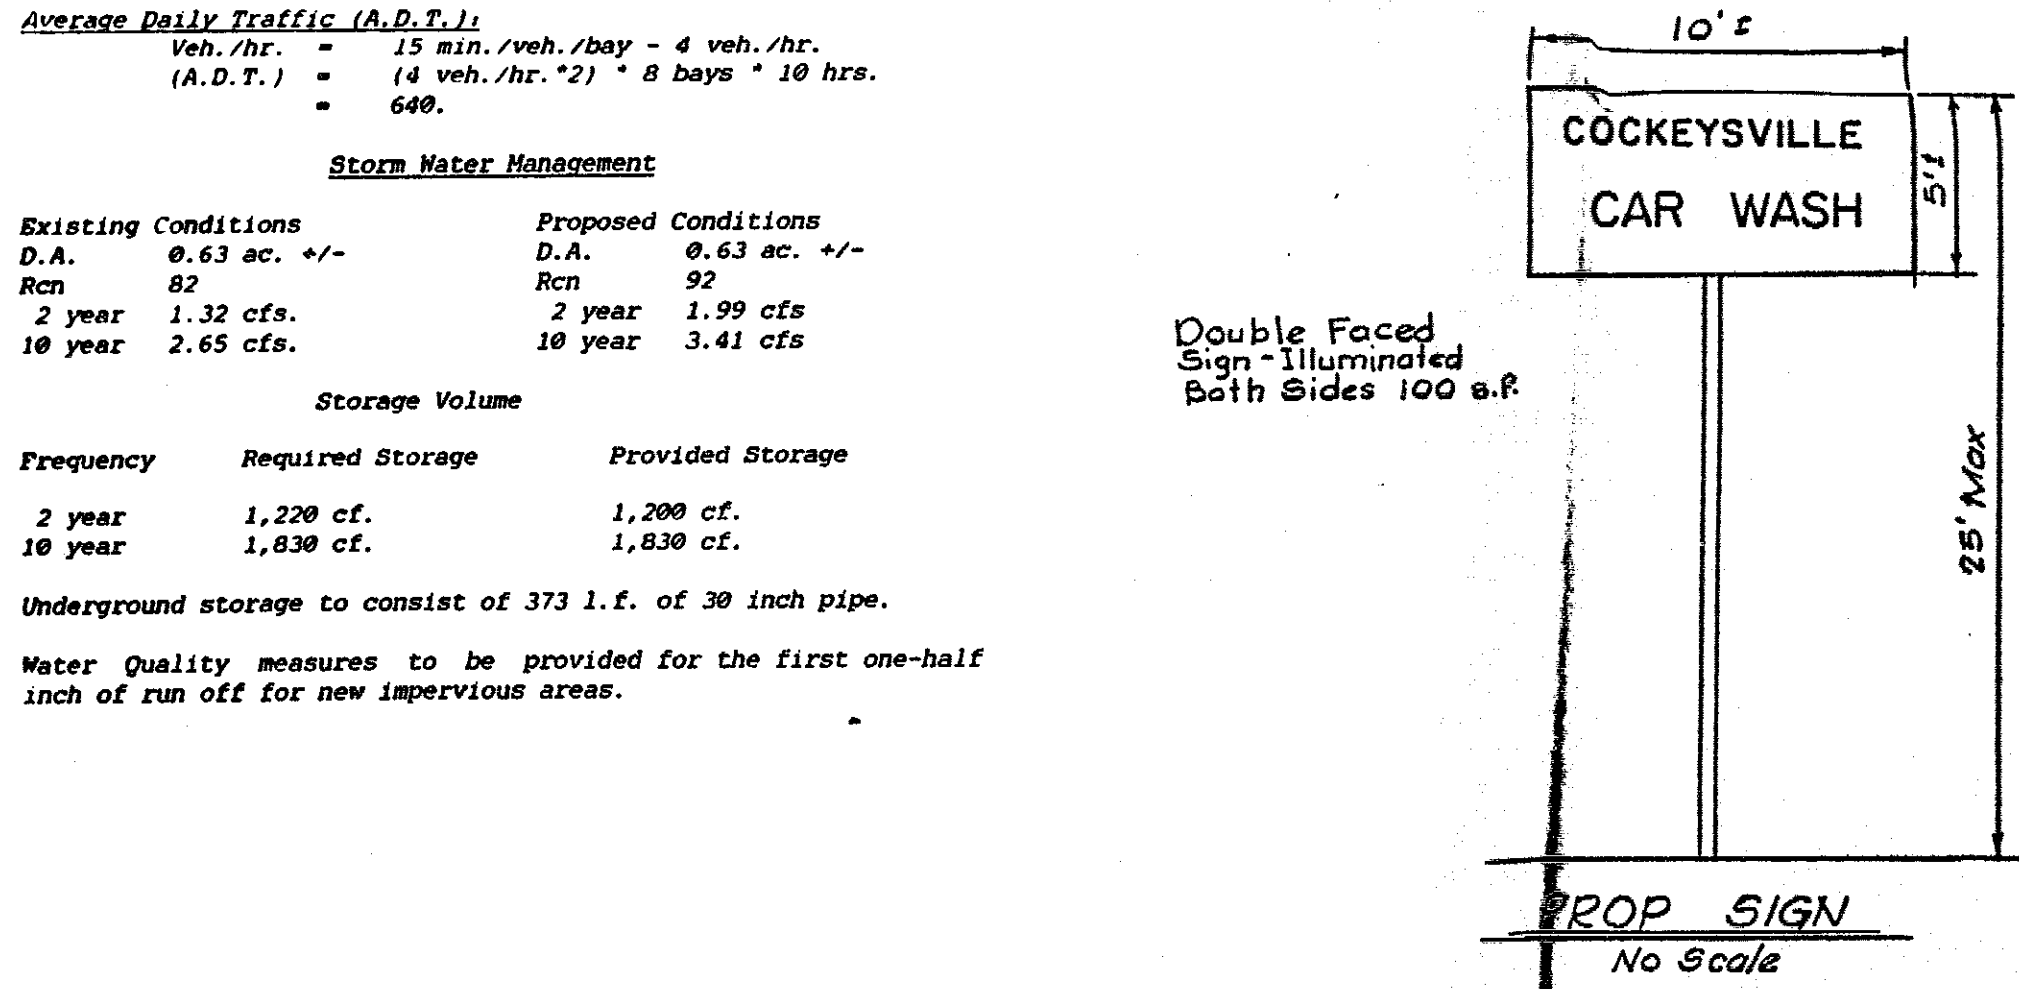 Average Daily Traffic (A.D.T.):
Veh./hr. = 15 min./veh./bay - 4 veh./hr.
(A.D.T.) = (4 veh./hr.*2) * 8 bays * 10 hrs.
= 640.
Storm Water Management
Existing Conditions Proposed Conditions
D.A. 0.63 ac. +/- D.A. 0.63 ac. +/-
Rcn 82 Rcn 92
2 year 1.32 cfs. 2 year 1.99 cfs
10 year 2.65 cfs. 10 year 3.41 cfs
Storage Volume
Frequency Required Storage Provided Storage
2 year 1,220 cf. 1,200 cf.
10 year 1,830 cf. 1,830 cf.
Underground storage to consist of 373 l.f. of 30 inch pipe.
Water Quality measures to be provided for the first one-half
inch of run off for new impervious areas.
10' ±
COCKEYSVILLE
CAR WASH
5'±
Double Faced
Sign-Illuminated
Both Sides 100 s.f.
25' Max
PROP SIGN
No Scale